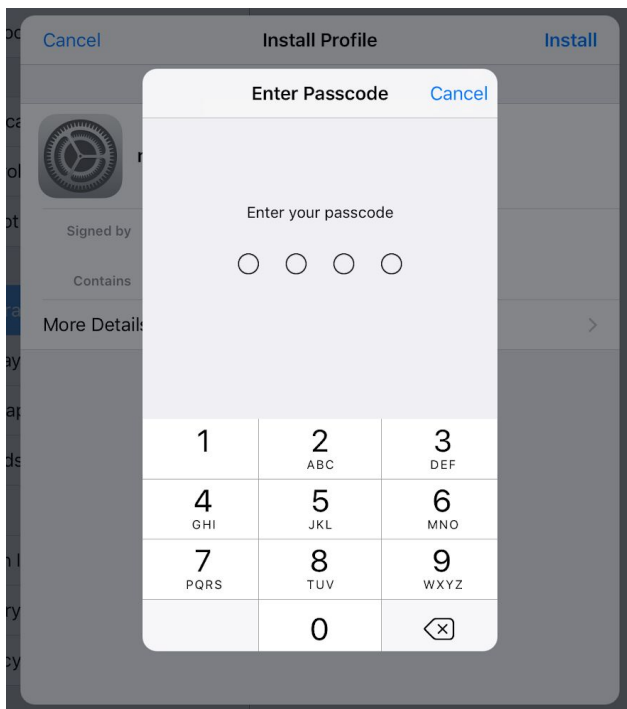 Cancel Install Profile Install
Enter Passcode Cancel
Enter your passcode
Signed by
Contains
More Details
1 2 3
ABC DEF
4 5 6
GHI JKL MNO
7 8 9
PQRS TUV WXYZ
0